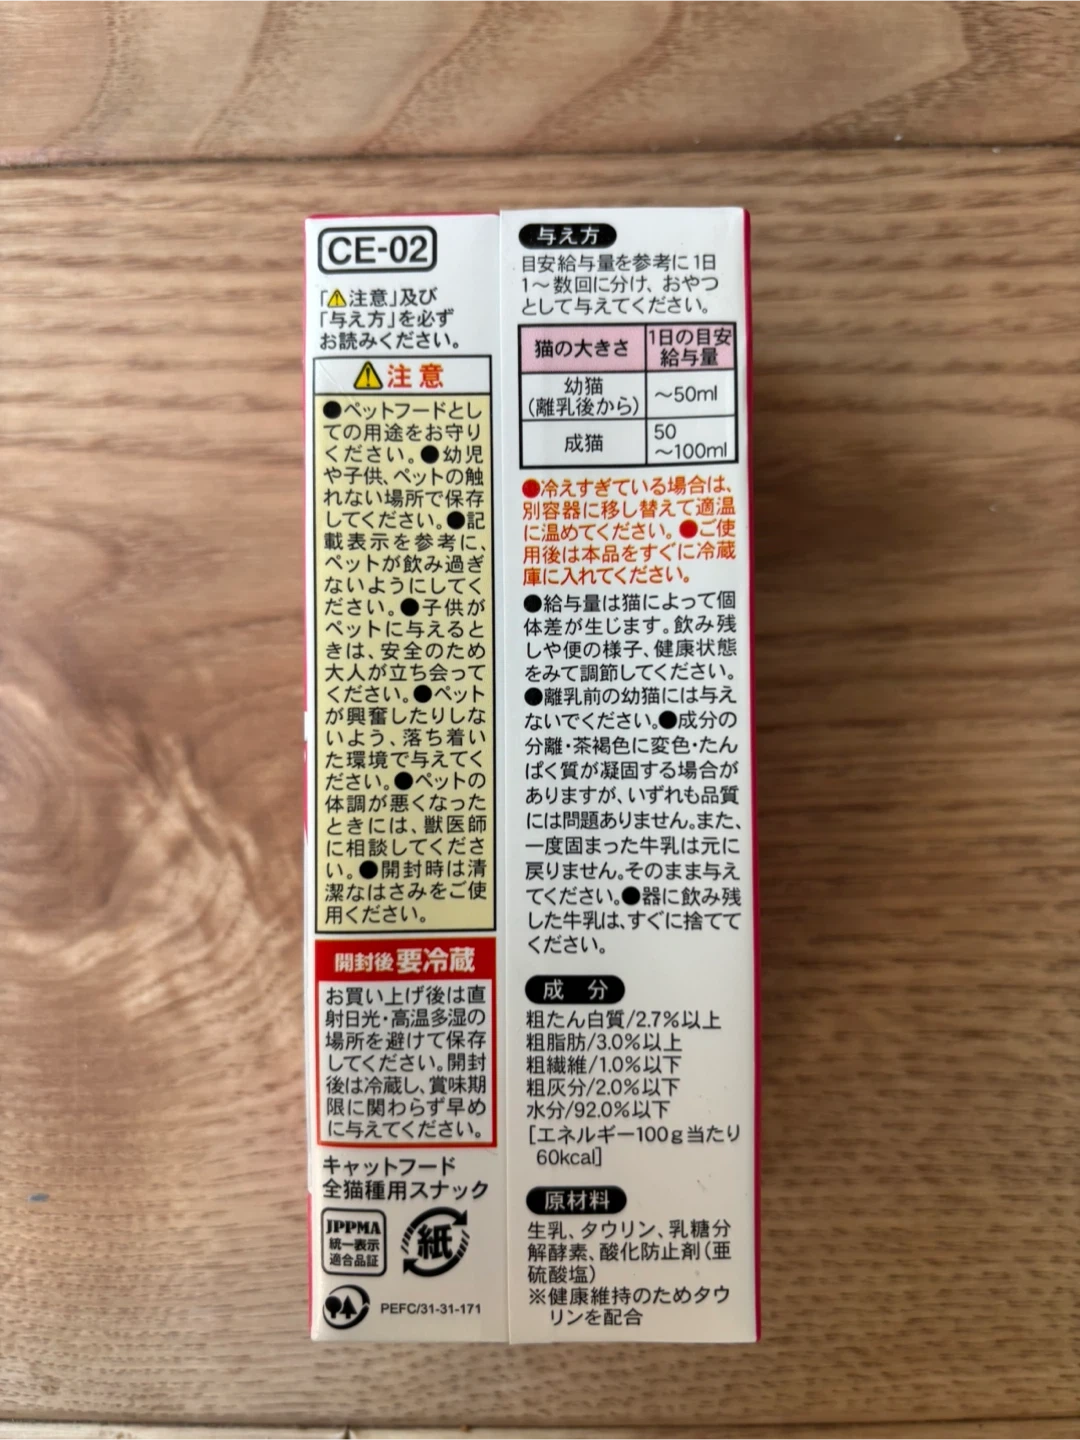 CE-02
「⚠注意」及び
「与え方」を必ず
お読みください。
⚠注意
●ペットフードとし
ての用途をお守り
ください。●幼児
や子供、ペットの触
れない場所で保存
してください。●記
載表示を参考に、
ペットが飲み過ぎ
ないようにしてく
ださい。●子供が
ペットに与えると
きは、安全のため
大人が立ち会って
ください。●ペット
が興奮したりしな
いよう、落ち着い
た環境で与えてく
ださい。●ペットの
体調が悪くなった
ときには、獣医師
に相談してくださ
い。●開封時は清
潔なはさみをご使
用ください。
開封後要冷蔵
お買い上げ後は直
射日光・高温多湿の
場所を避けて保存
してください。開封
後は冷蔵し、賞味期
限に関わらず早め
に与えてください。
キャットフード
全猫種用スナック
JPPMA
統一表示
適合品証
紙
PEFC/31-31-171
与え方
目安給与量を参考に1日
1〜数回に分け、おやつ
として与えてください。
猫の大きさ
1日の目安
給与量
幼猫
(離乳後から)
〜50ml
成猫
50
〜100ml
●冷えすぎている場合は、
別容器に移し替えて適温
に温めてください。●ご使
用後は本品をすぐに冷蔵
庫に入れてください。
●給与量は猫によって個
体差が生じます。飲み残
しや便の様子、健康状態
をみて調節してください。
●離乳前の幼猫には与え
ないでください。●成分の
分離・茶褐色に変色・たん
ぱく質が凝固する場合が
ありますが、いずれも品質
には問題ありません。また、
一度固まった牛乳は元に
戻りません。そのまま与え
てください。●器に飲み残
した牛乳は、すぐに捨てて
ください。
成 分
粗たん白質/2.7%以上
粗脂肪/3.0%以上
粗繊維/1.0%以下
粗灰分/2.0%以下
水分/92.0%以下
[エネルギー100g当たり
60kcal]
原材料
生乳、タウリン、乳糖分
解酵素、酸化防止剤(亜
硫酸塩)
※健康維持のためタウ
リンを配合